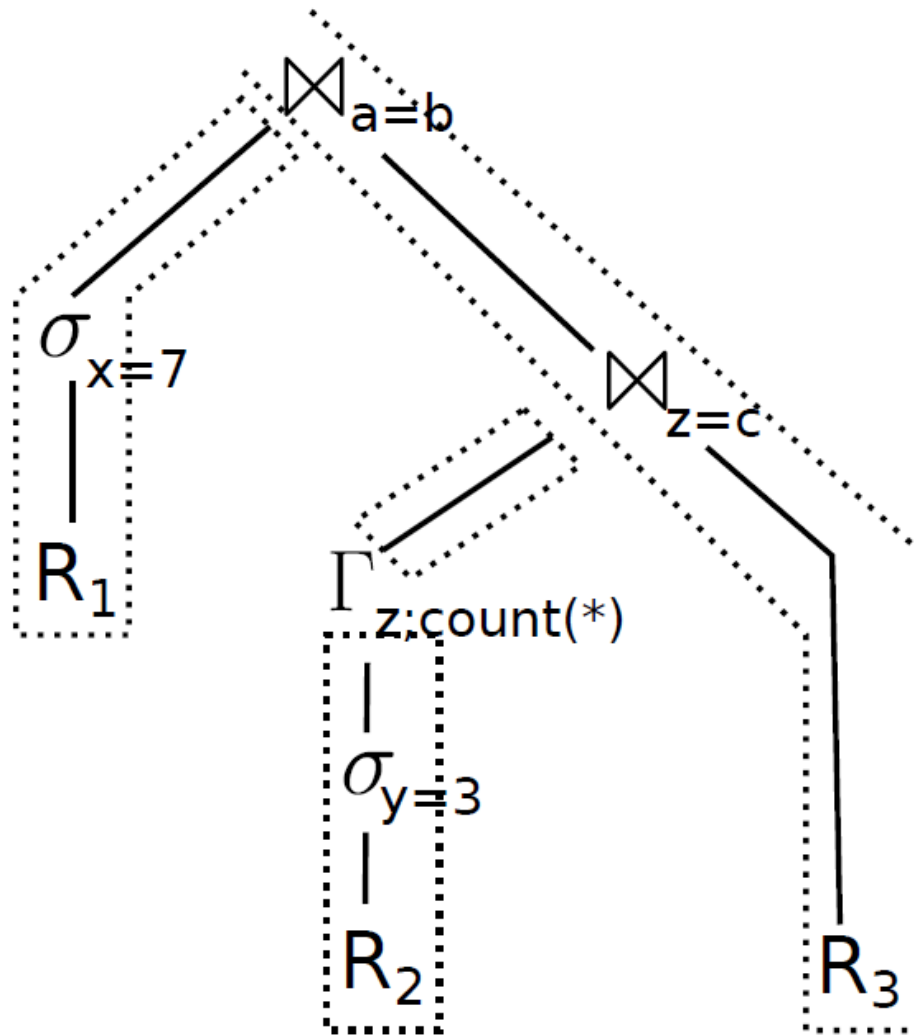 ⋈a=b
σx=7
⋈z=c
R1
Γz;count(*)
σy=3
R2
R3